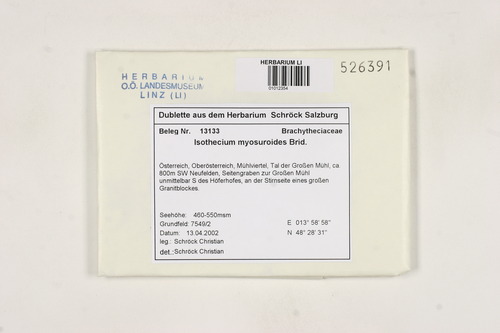 HERBARIUM
O.Ö. LANDESMUSEUM
LINZ (LI)
HERBARIUM LI
01012354
526391
Dublette aus dem Herbarium Schröck Salzburg
Beleg Nr. 13133 Brachytheciaceae
Isothecium myosuroides Brid.
Österreich, Oberösterreich, Mühlviertel, Tal der Großen Mühl, ca
800m SW Neufelden, Seitengraben zur Großen Mühl
unmittelbar S des Höferhofes, an der Stirnseite eines großen
Granitblockes.
Seehöhe: 460-550msm
Grundfeld: 7549/2 E 013° 58' 58"
Datum: 13.04.2002 N 48° 28' 31"
leg.: Schröck Christian
det.: Schröck Christian